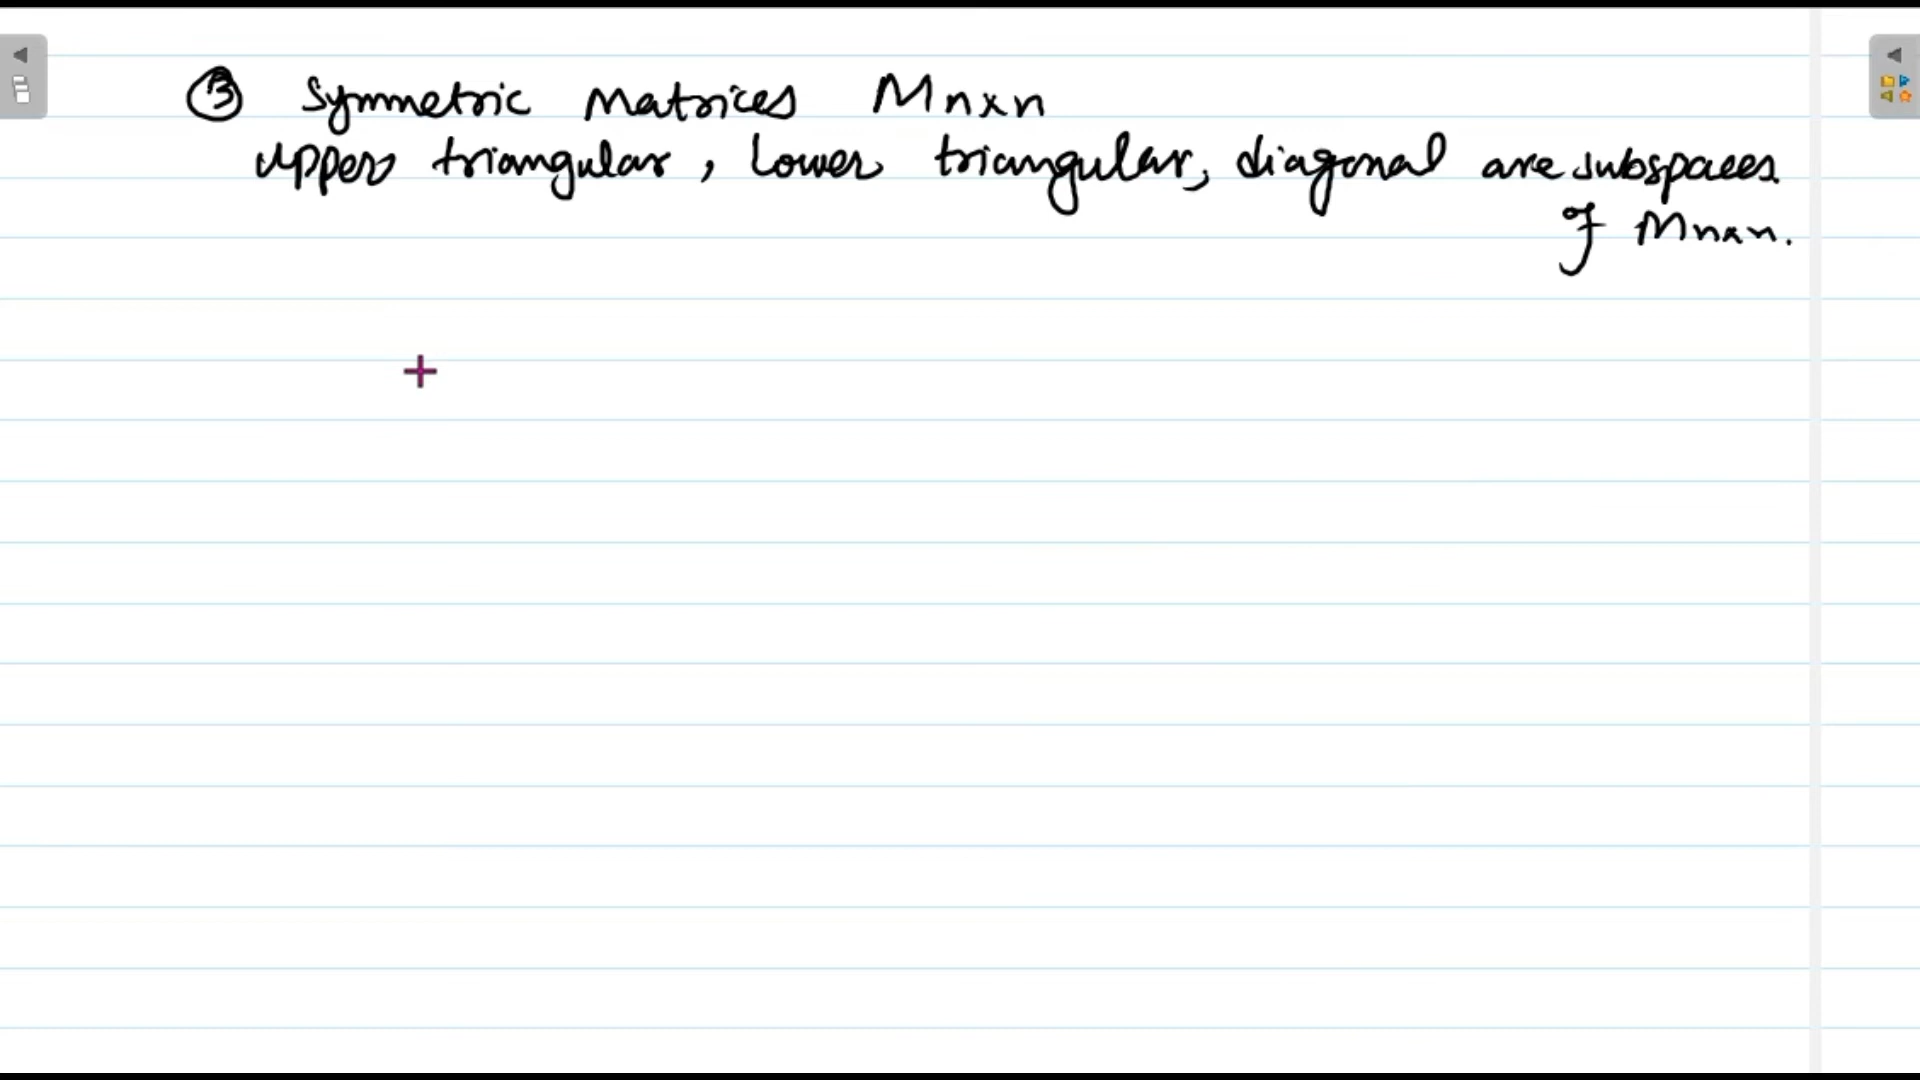 ③ Symmetric Matrices Mnxn
upper triangular, Lower triangular, diagonal are subspaces
of Mnxn.